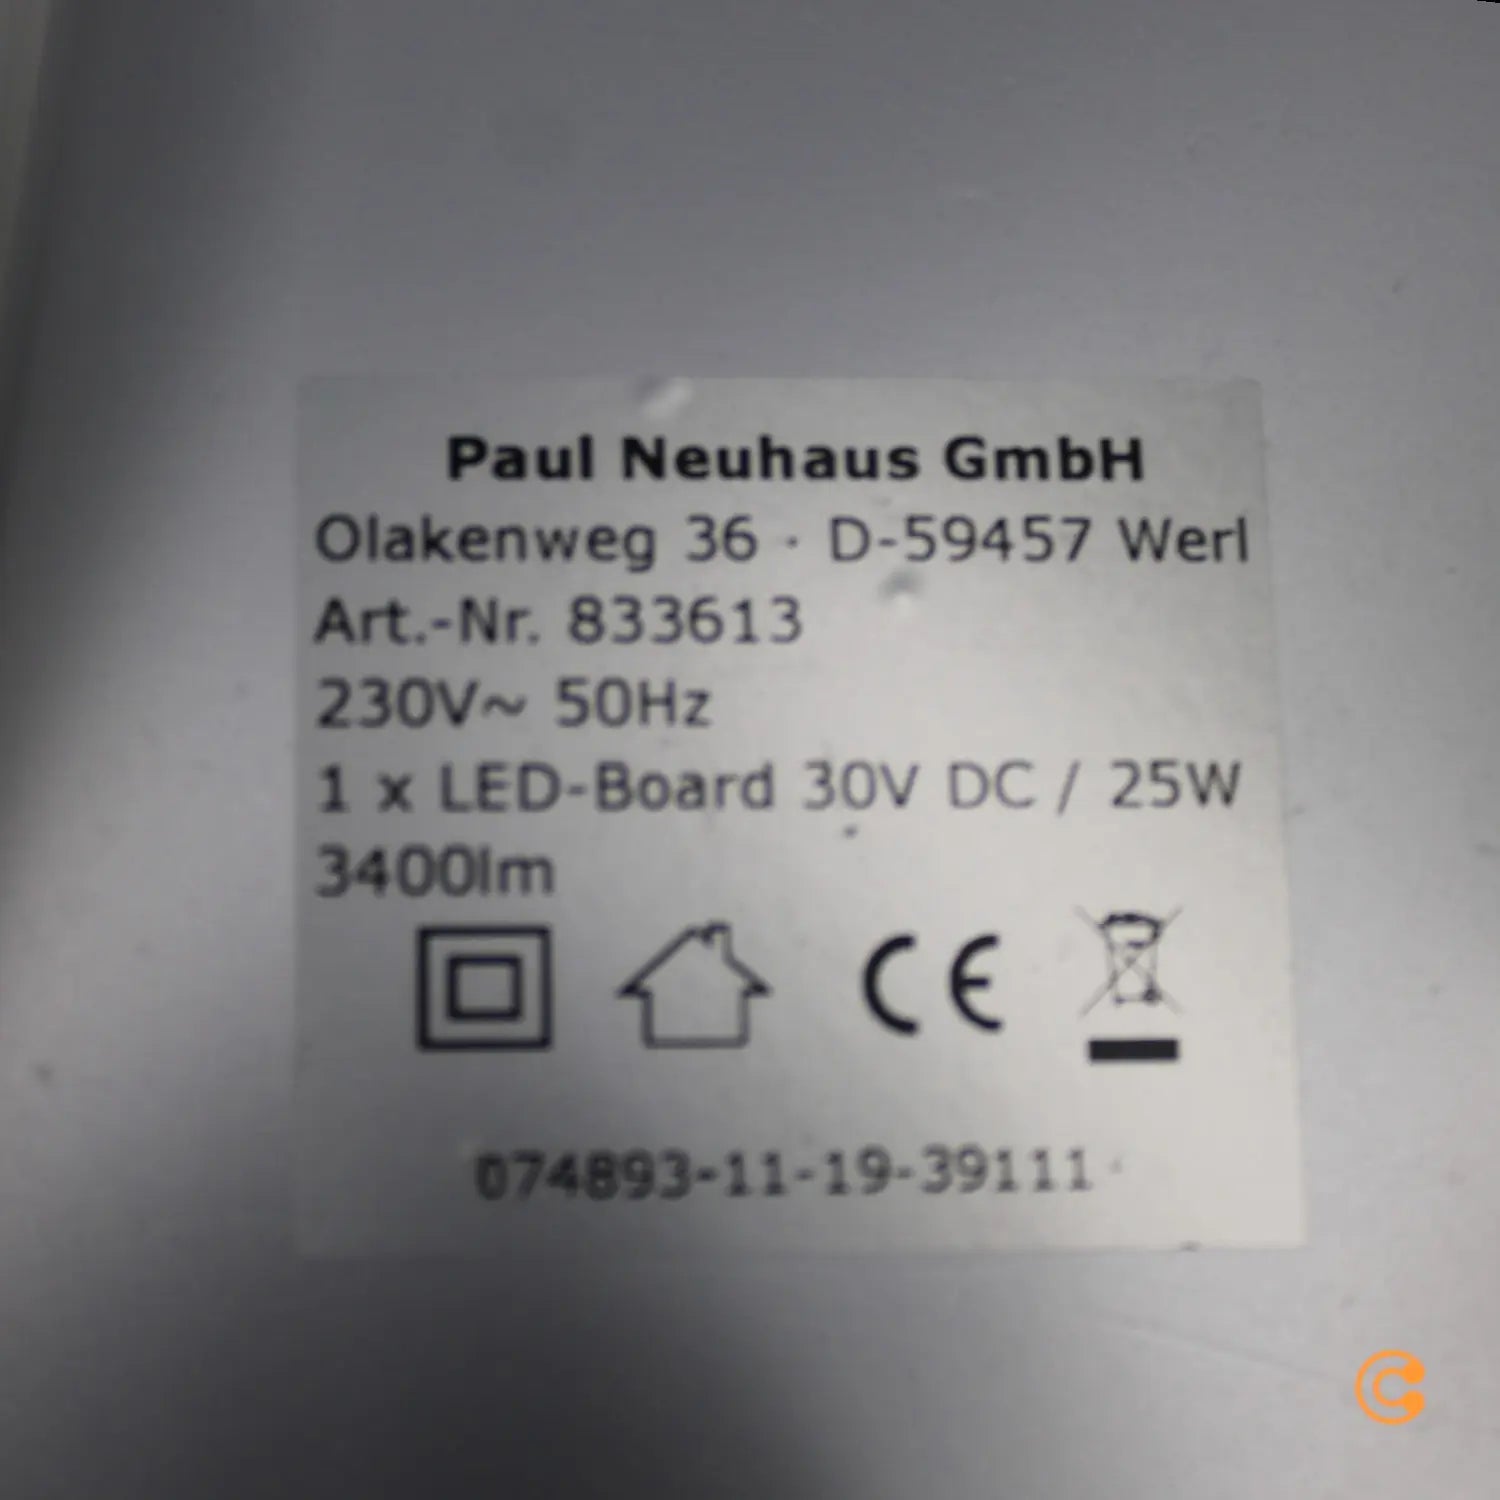 Paul Neuhaus GmbH
Olakenweg 36 · D-59457 Werl
Art.-Nr. 833613
230V~ 50Hz
1 x LED-Board 30V DC / 25W
3400lm
CE
074893-11-19-39111